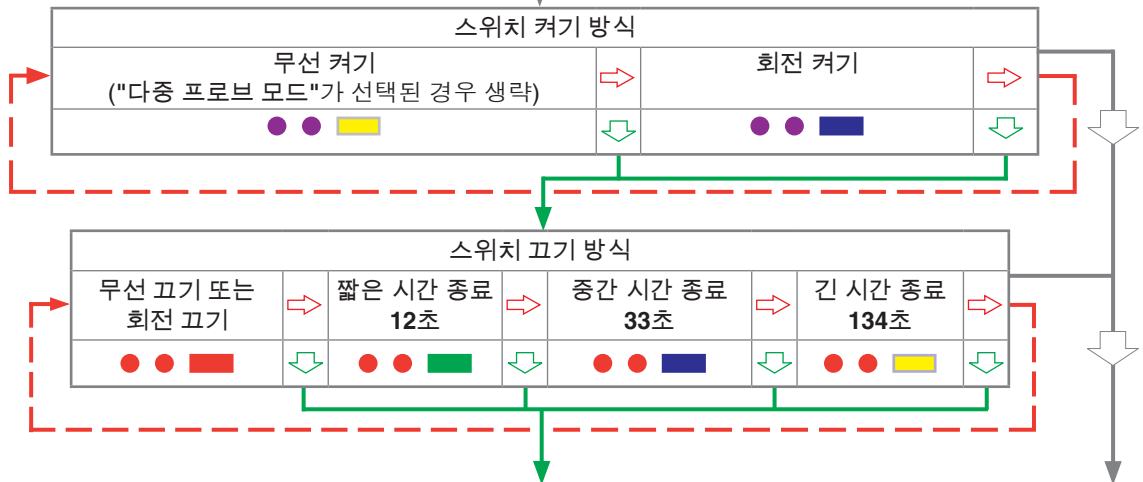 스위치 켜기 방식
무선 켜기
("다중 프로브 모드"가 선택된 경우 생략)
회전 켜기
스위치 끄기 방식
무선 끄기 또는
회전 끄기
짧은 시간 종료
12초
중간 시간 종료
33초
긴 시간 종료
134초